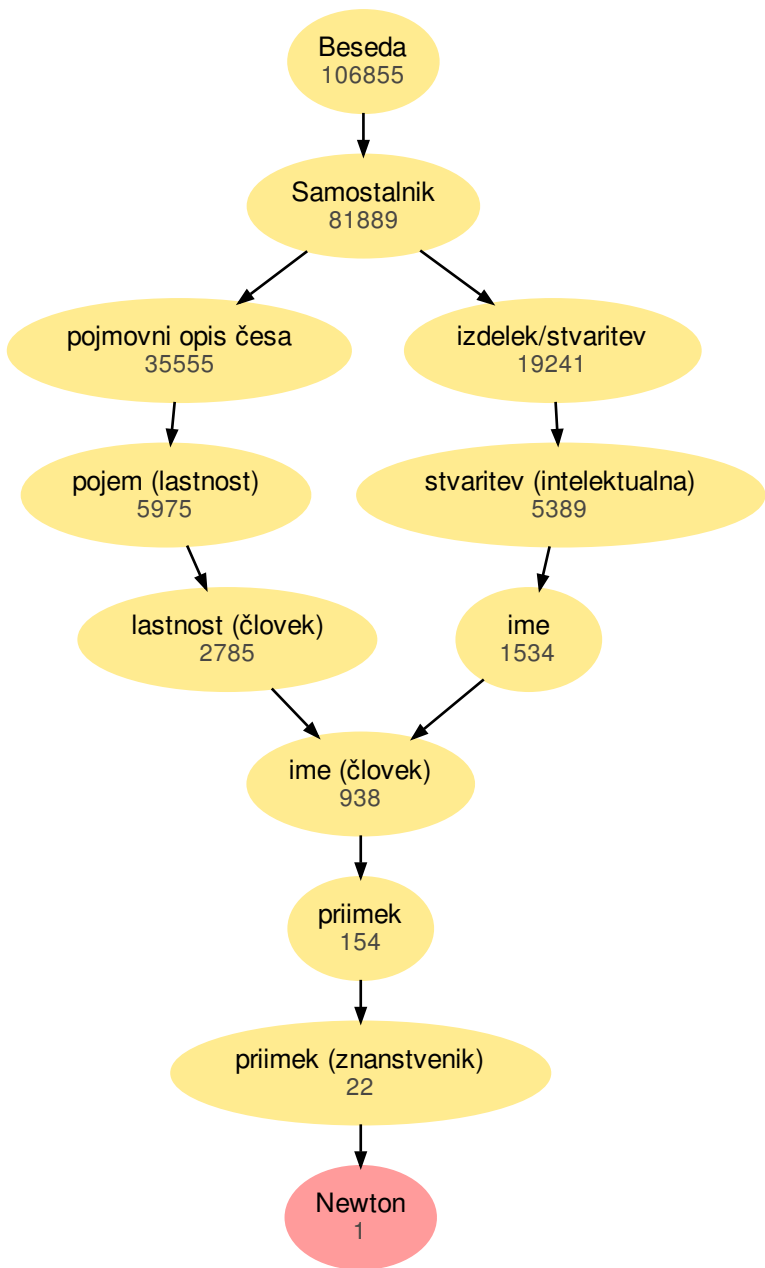 Beseda
106855
Samostalnik
81889
pojmovni opis česa
35555
izdelek/stvaritev
19241
pojem (lastnost)
5975
stvaritev (intelektualna)
5389
lastnost (človek)
2785
ime
1534
ime (človek)
938
priimek
154
priimek (znanstvenik)
22
Newton
1